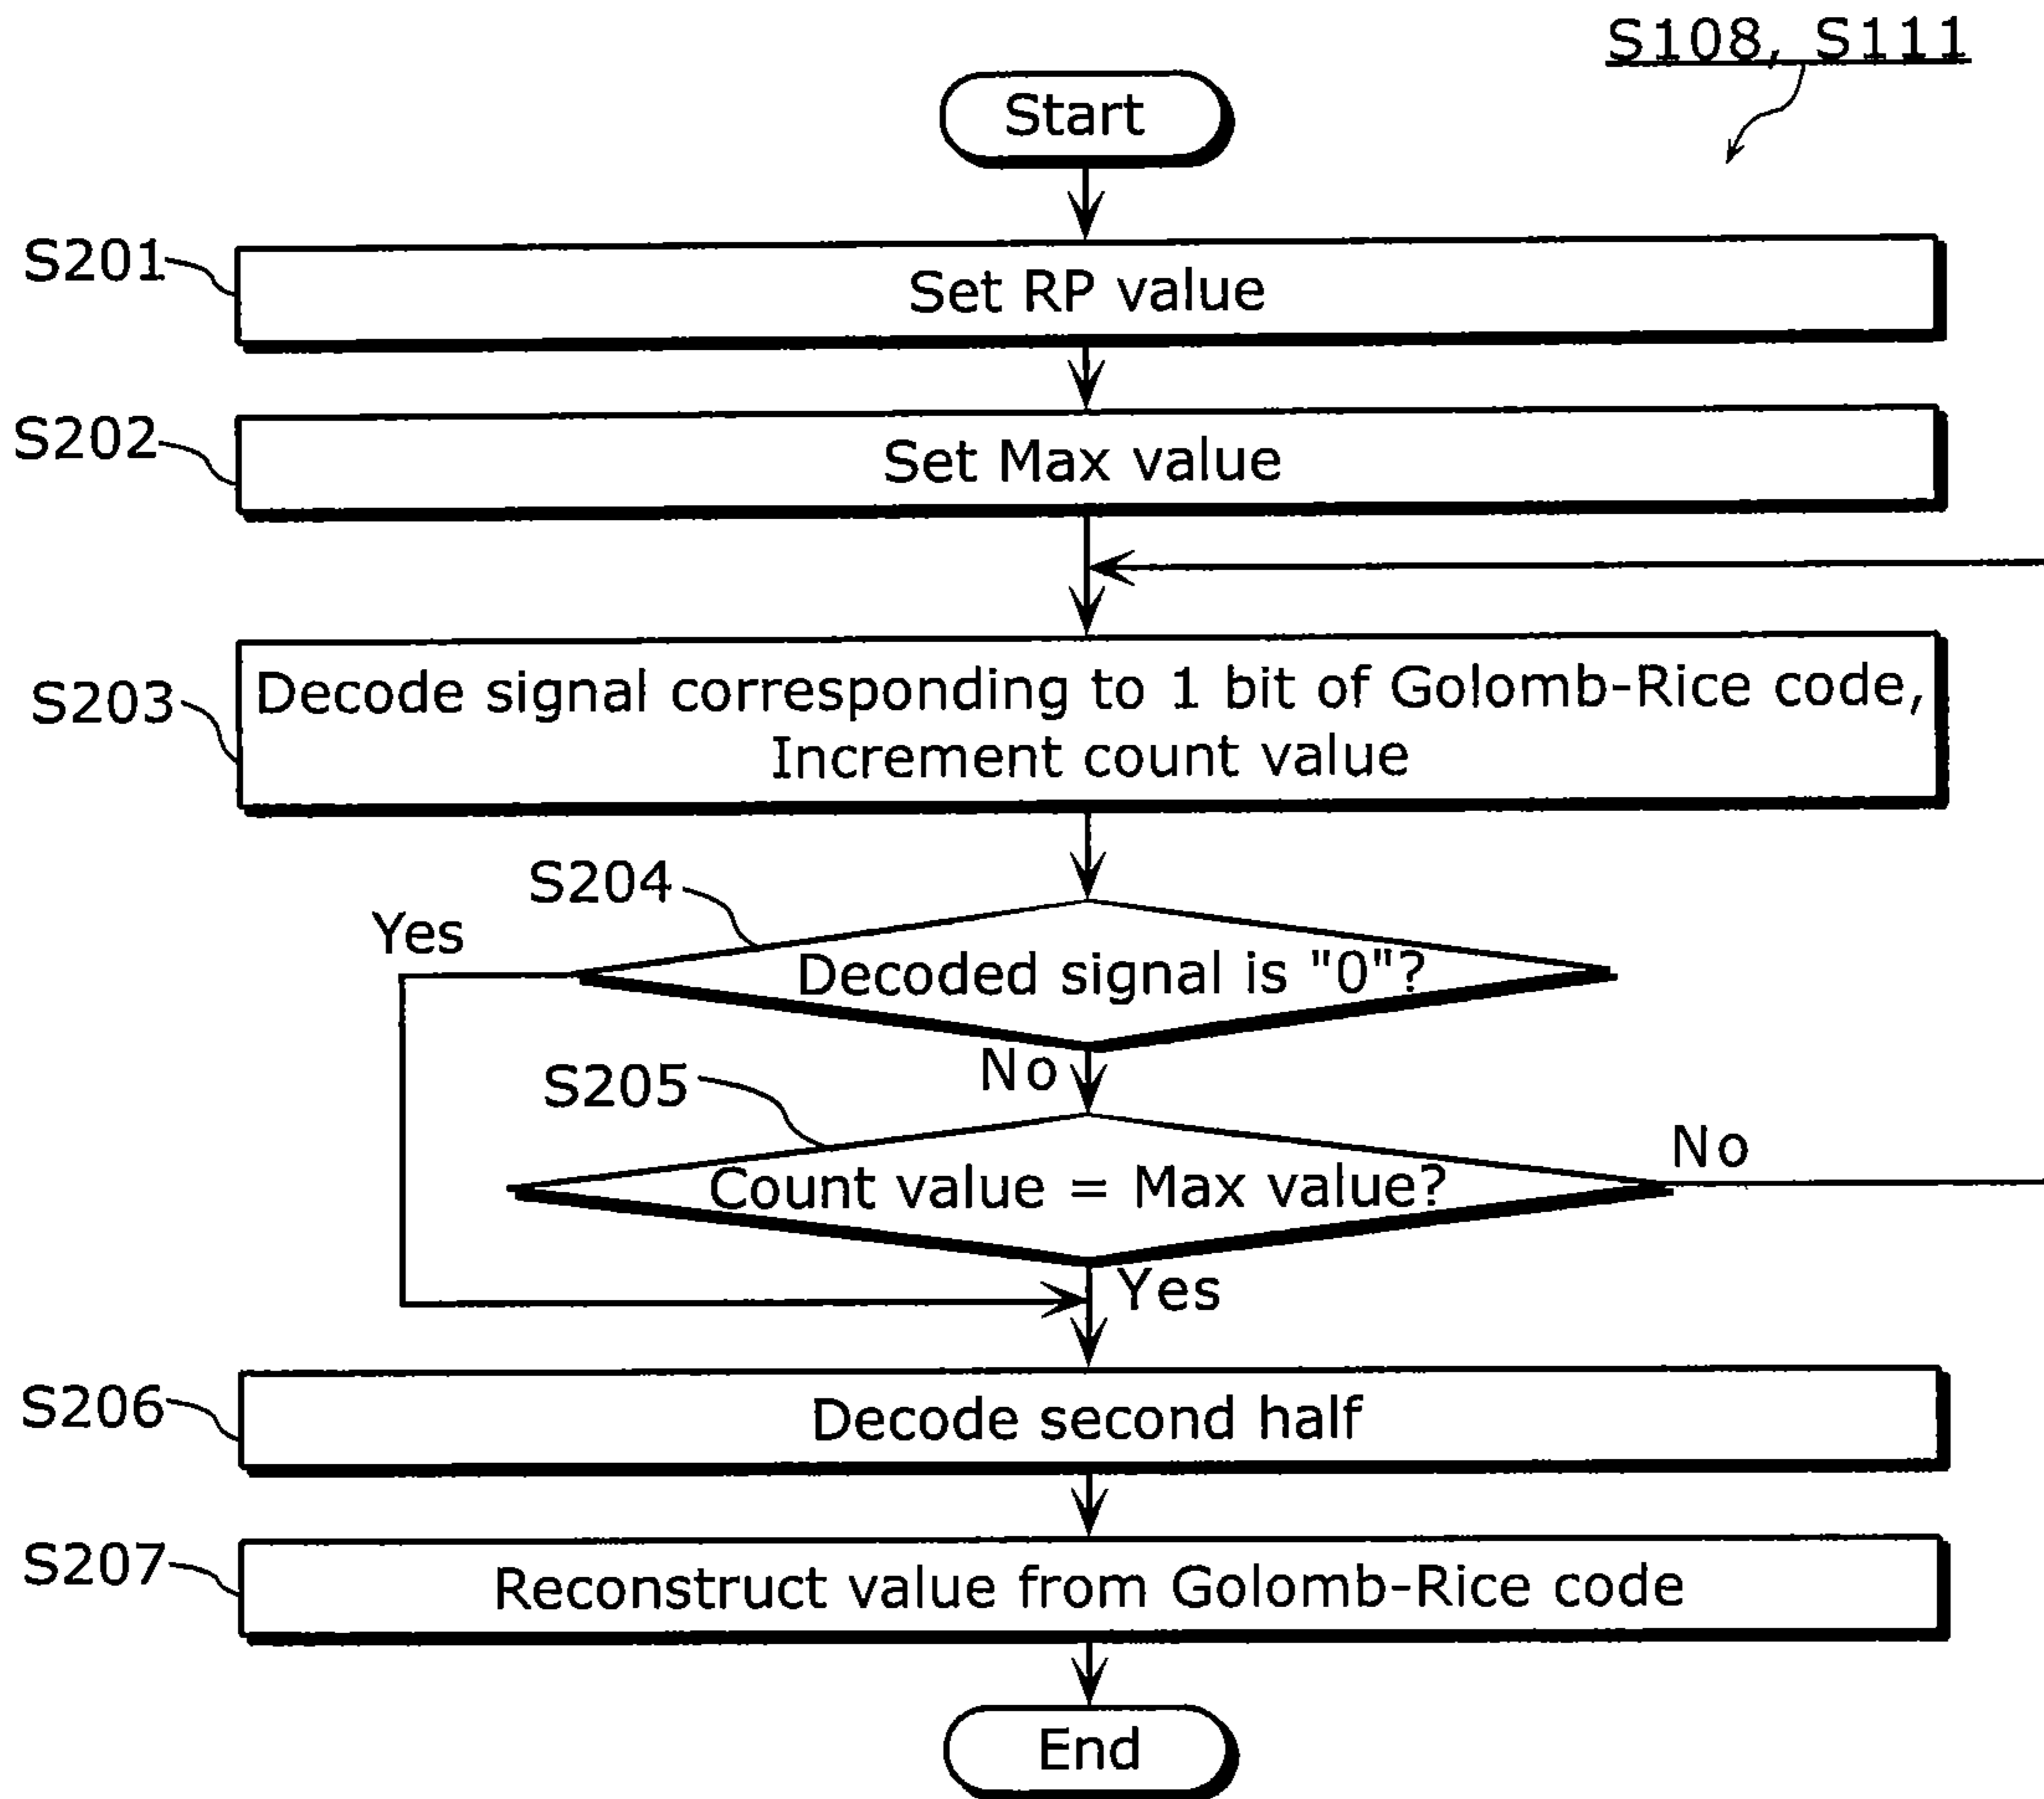 S108, S111
Start
S201
Set RP value
S202
Set Max value
S203
Decode signal corresponding to 1 bit of Golomb-Rice code,
Increment count value
S204
Yes
Decoded signal is "0"?
No
S205
Count value = Max value?
No
Yes
S206
Decode second half
S207
Reconstruct value from Golomb-Rice code
End